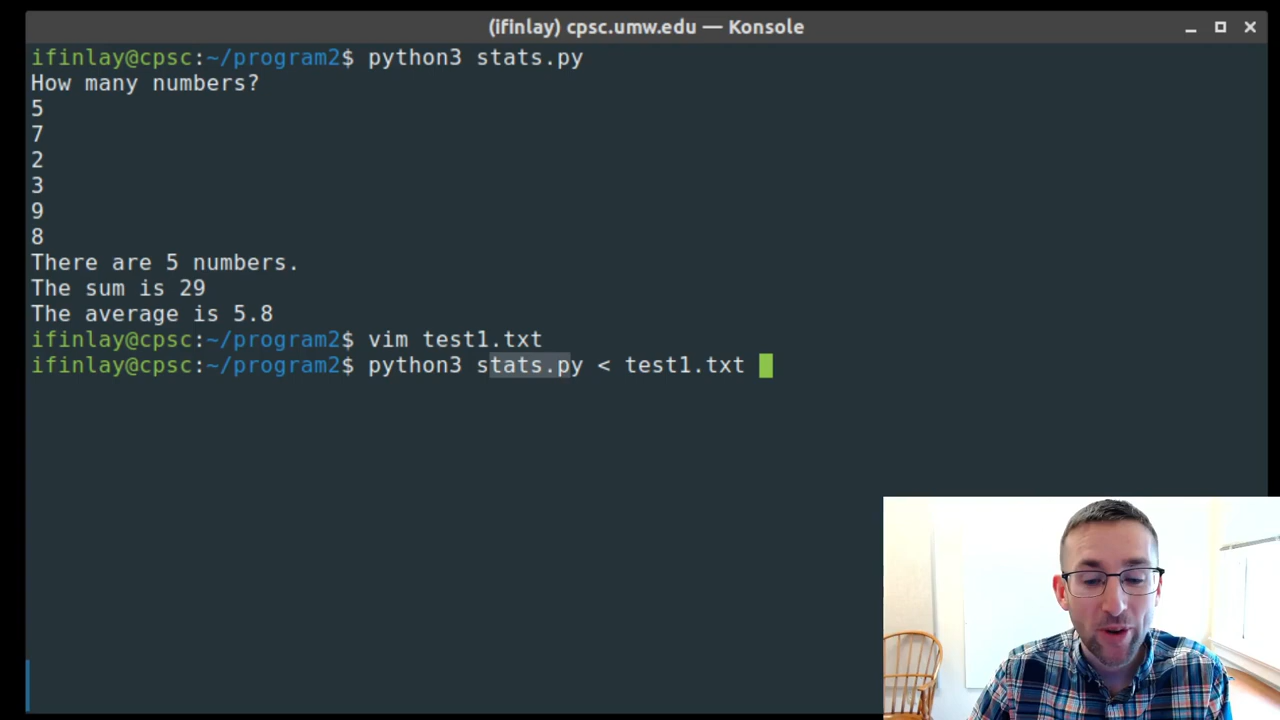 (ifinlay) cpsc.umw.edu — Konsole
ifinlay@cpsc:~/program2$ python3 stats.py
How many numbers?
5
7
2
3
9
8
There are 5 numbers.
The sum is 29
The average is 5.8
ifinlay@cpsc:~/program2$ vim test1.txt
ifinlay@cpsc:~/program2$ python3 stats.py < test1.txt